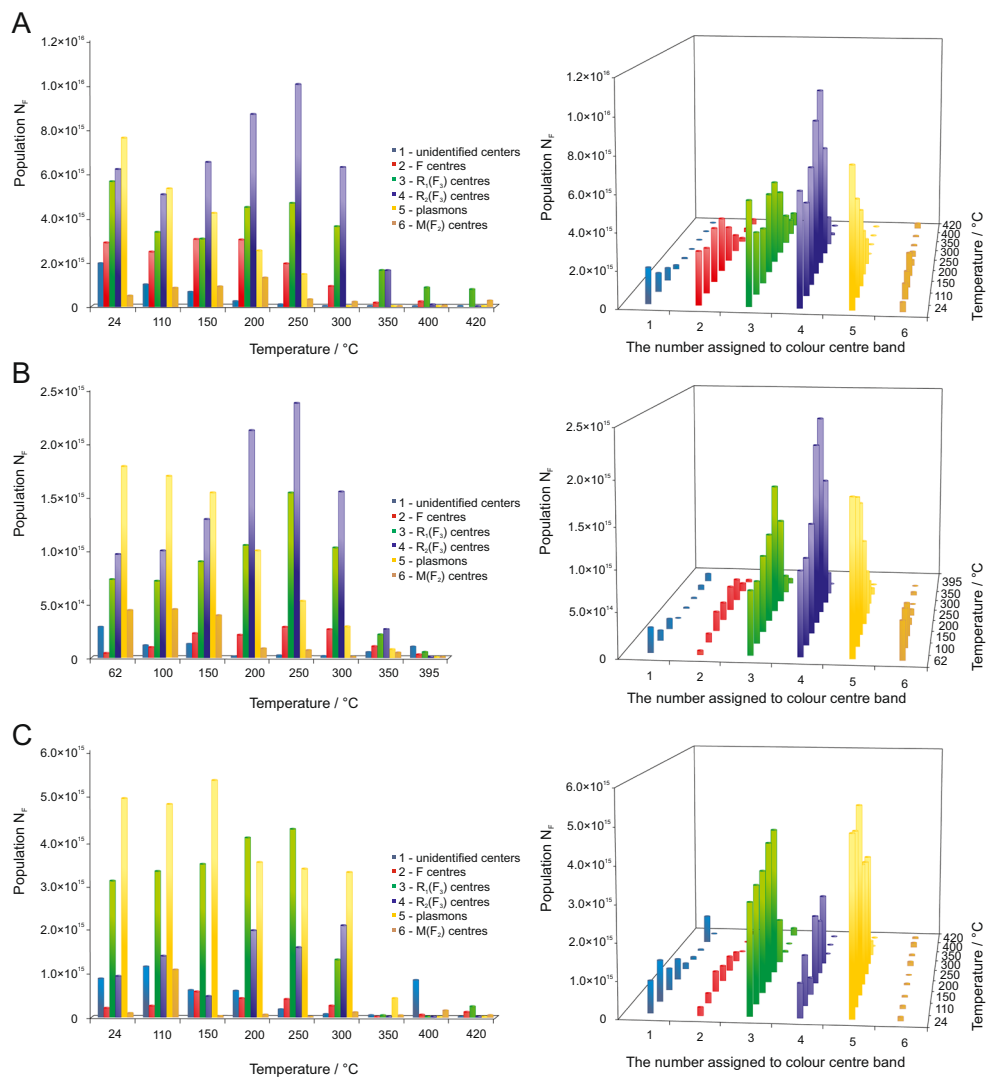 A
Population N_F
1.2×10¹⁶
1.0×10¹⁶
8.0×10¹⁵
6.0×10¹⁵
4.0×10¹⁵
2.0×10¹⁵
0
24 110 150 200 250 300 350 400 420
Temperature / °C
1 - unidentified centers
2 - F centres
3 - R₁(F₃) centres
4 - R₂(F₃) centres
5 - plasmons
6 - M(F₂) centres
Population N_F
1.2×10¹⁶
1.0×10¹⁶
8.0×10¹⁵
6.0×10¹⁵
4.0×10¹⁵
2.0×10¹⁵
0
1 2 3 4 5 6
The number assigned to colour centre band
420
400
350
300
250
200
150
110
24
Temperature / °C
B
Population N_F
2.5×10¹⁵
2.0×10¹⁵
1.5×10¹⁵
1.0×10¹⁵
5.0×10¹⁴
0
62 100 150 200 250 300 350 395
Temperature / °C
1 - unidentified centers
2 - F centres
3 - R₁(F₃) centres
4 - R₂(F₃) centres
5 - plasmons
6 - M(F₂) centres
Population N_F
2.5×10¹⁵
2.0×10¹⁵
1.5×10¹⁵
1.0×10¹⁵
5.0×10¹⁴
0
1 2 3 4 5 6
The number assigned to colour centre band
395
350
300
250
200
150
100
62
Temperature / °C
C
Population N_F
6.0×10¹⁵
5.0×10¹⁵
4.0×10¹⁵
3.0×10¹⁵
2.0×10¹⁵
1.0×10¹⁵
0
24 110 150 200 250 300 350 400 420
Temperature / °C
1 - unidentified centers
2 - F centres
3 - R₁(F₃) centres
4 - R₂(F₃) centres
5 - plasmons
6 - M(F₂) centres
Population N_F
6.0×10¹⁵
5.0×10¹⁵
4.0×10¹⁵
3.0×10¹⁵
2.0×10¹⁵
1.0×10¹⁵
0
1 2 3 4 5 6
The number assigned to colour centre band
420
400
350
300
250
200
150
110
24
Temperature / °C